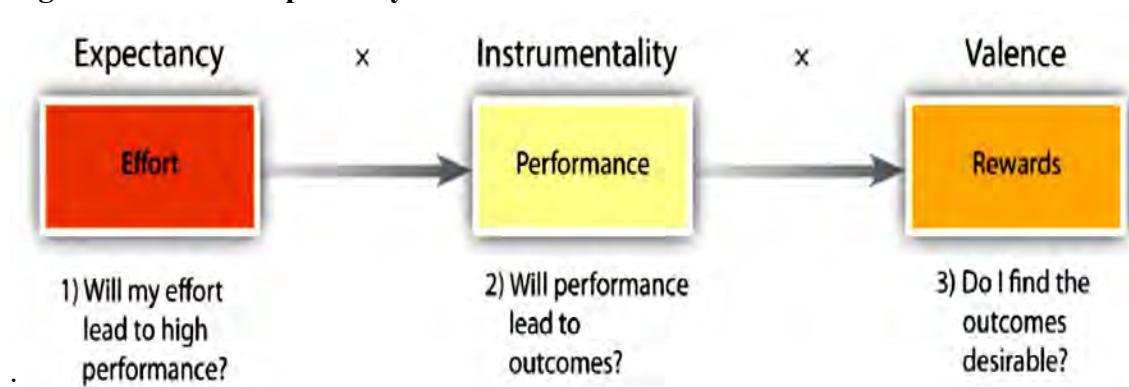 Expectancy x Instrumentality x Valence
Effort
Performance
Rewards
1) Will my effort
lead to high
performance?
2) Will performance
lead to
outcomes?
3) Do I find the
outcomes
desirable?
.